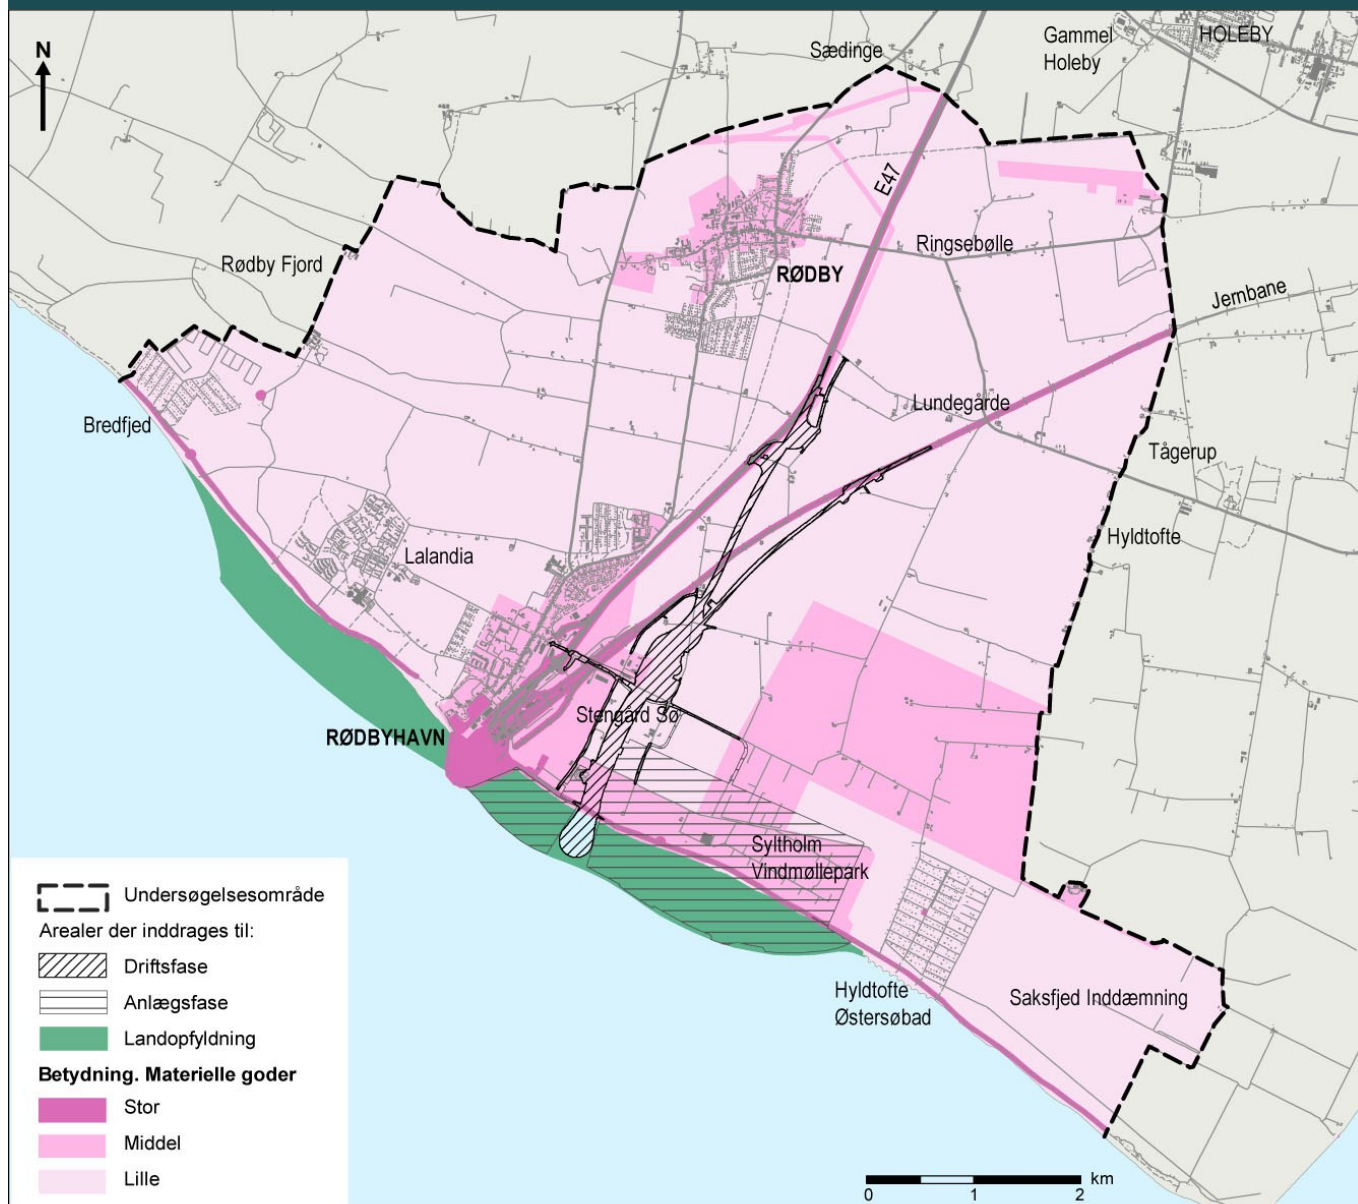 N
Sædinge
Gammel
Holeby
HOLEBY
E47
Rødby Fjord
RØDBY
Ringsebølle
Jernbane
Bredfjed
Lundegårde
Tågerup
Hyldtofte
Lalandia
RØDBYHAVN
Stengård Sø
Syltholm
Vindmøllepark
Hyldtofte
Østersøbad
Saksfjed Inddæmning
Undersøgelsesområde
Arealer der inddrages til:
Driftsfase
Anlægsfase
Landopfyldning
Betydning. Materielle goder
Stor
Middel
Lille
km
0 1 2